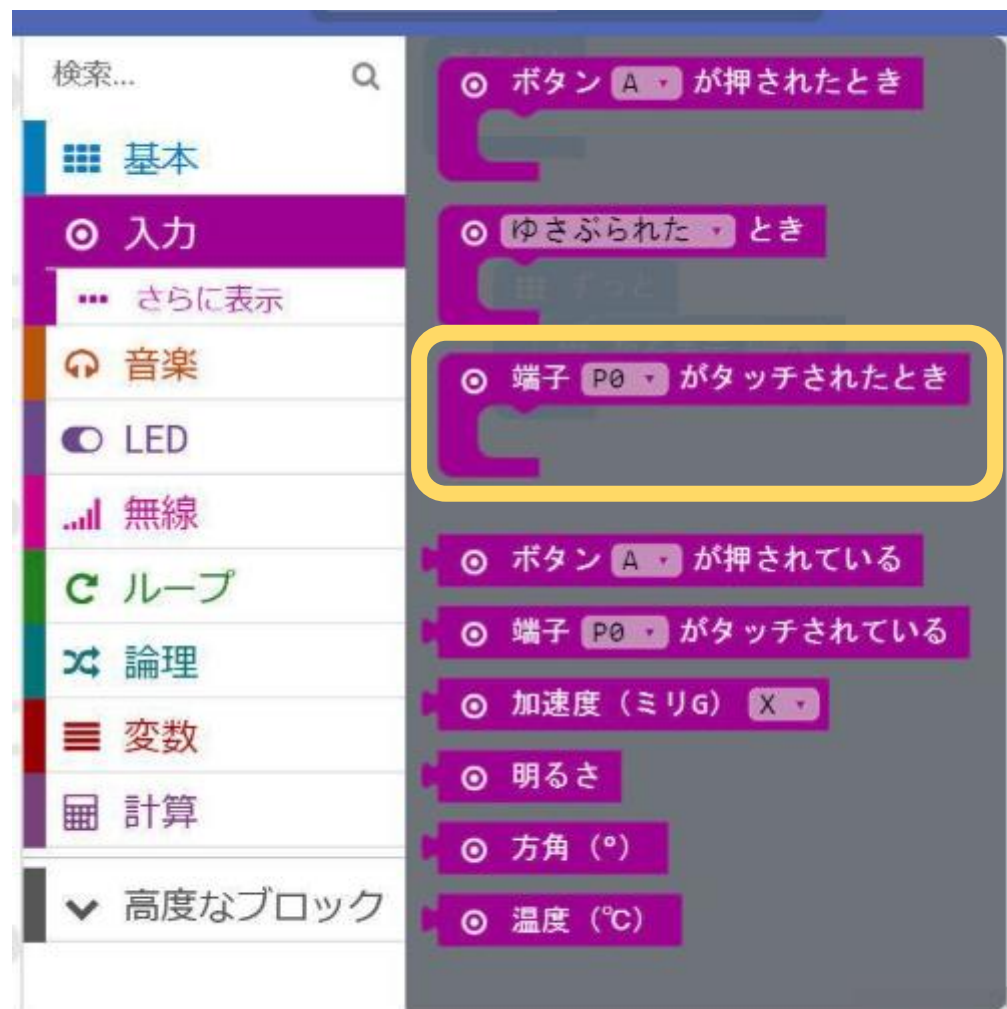 検索...
基本
入力
さらに表示
音楽
LED
無線
ループ
論理
変数
計算
高度なブロック
ボタン A が押されたとき
ゆさぶられた とき
ずっと
端子 P0 がタッチされたとき
ボタン A が押されている
端子 P0 がタッチされている
加速度（ミリG） X
明るさ
方角（°）
温度（℃）